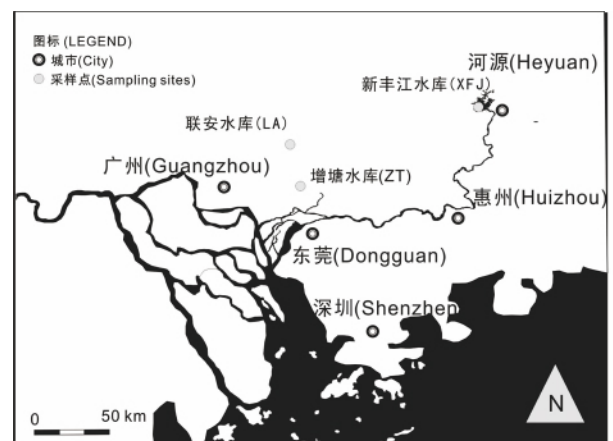 图标 (LEGEND)
城市(City)
采样点(Sampling sites)
河源(Heyuan)
新丰江水库(XFJ)
联安水库(LA)
广州(Guangzhou)
增塘水库(ZT)
惠州(Huizhou)
东莞(Dongguan)
深圳(Shenzhen
0 50 km
N